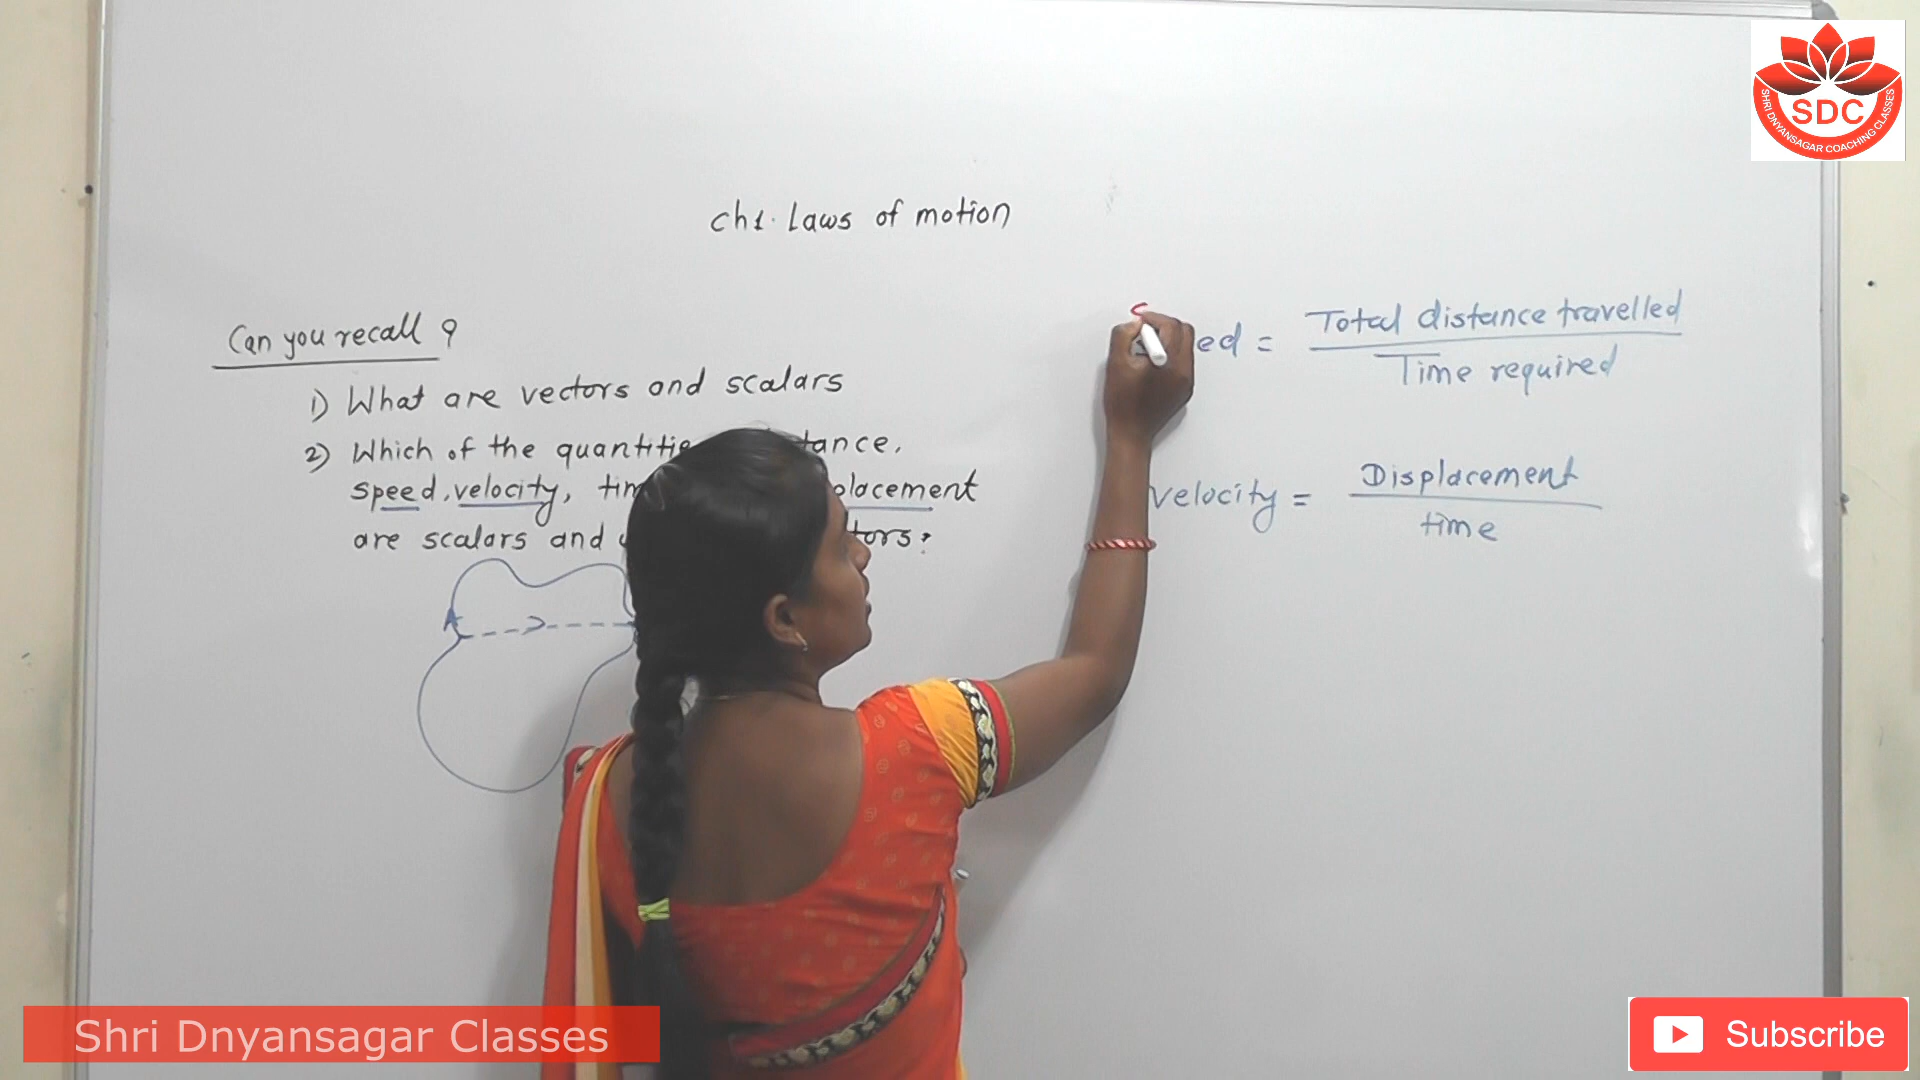 SDC
SHRI DNYANSAGAR COACHING CLASSES
ch1. Laws of motion
Can you recall ?
1) What are vectors and scalars
2) Which of the quantitie tance,
speed, velocity, tim placement
are scalars and tors?
ed = Total distance travelled
Time required
velocity = Displacement
time
Shri Dnyansagar Classes
Subscribe